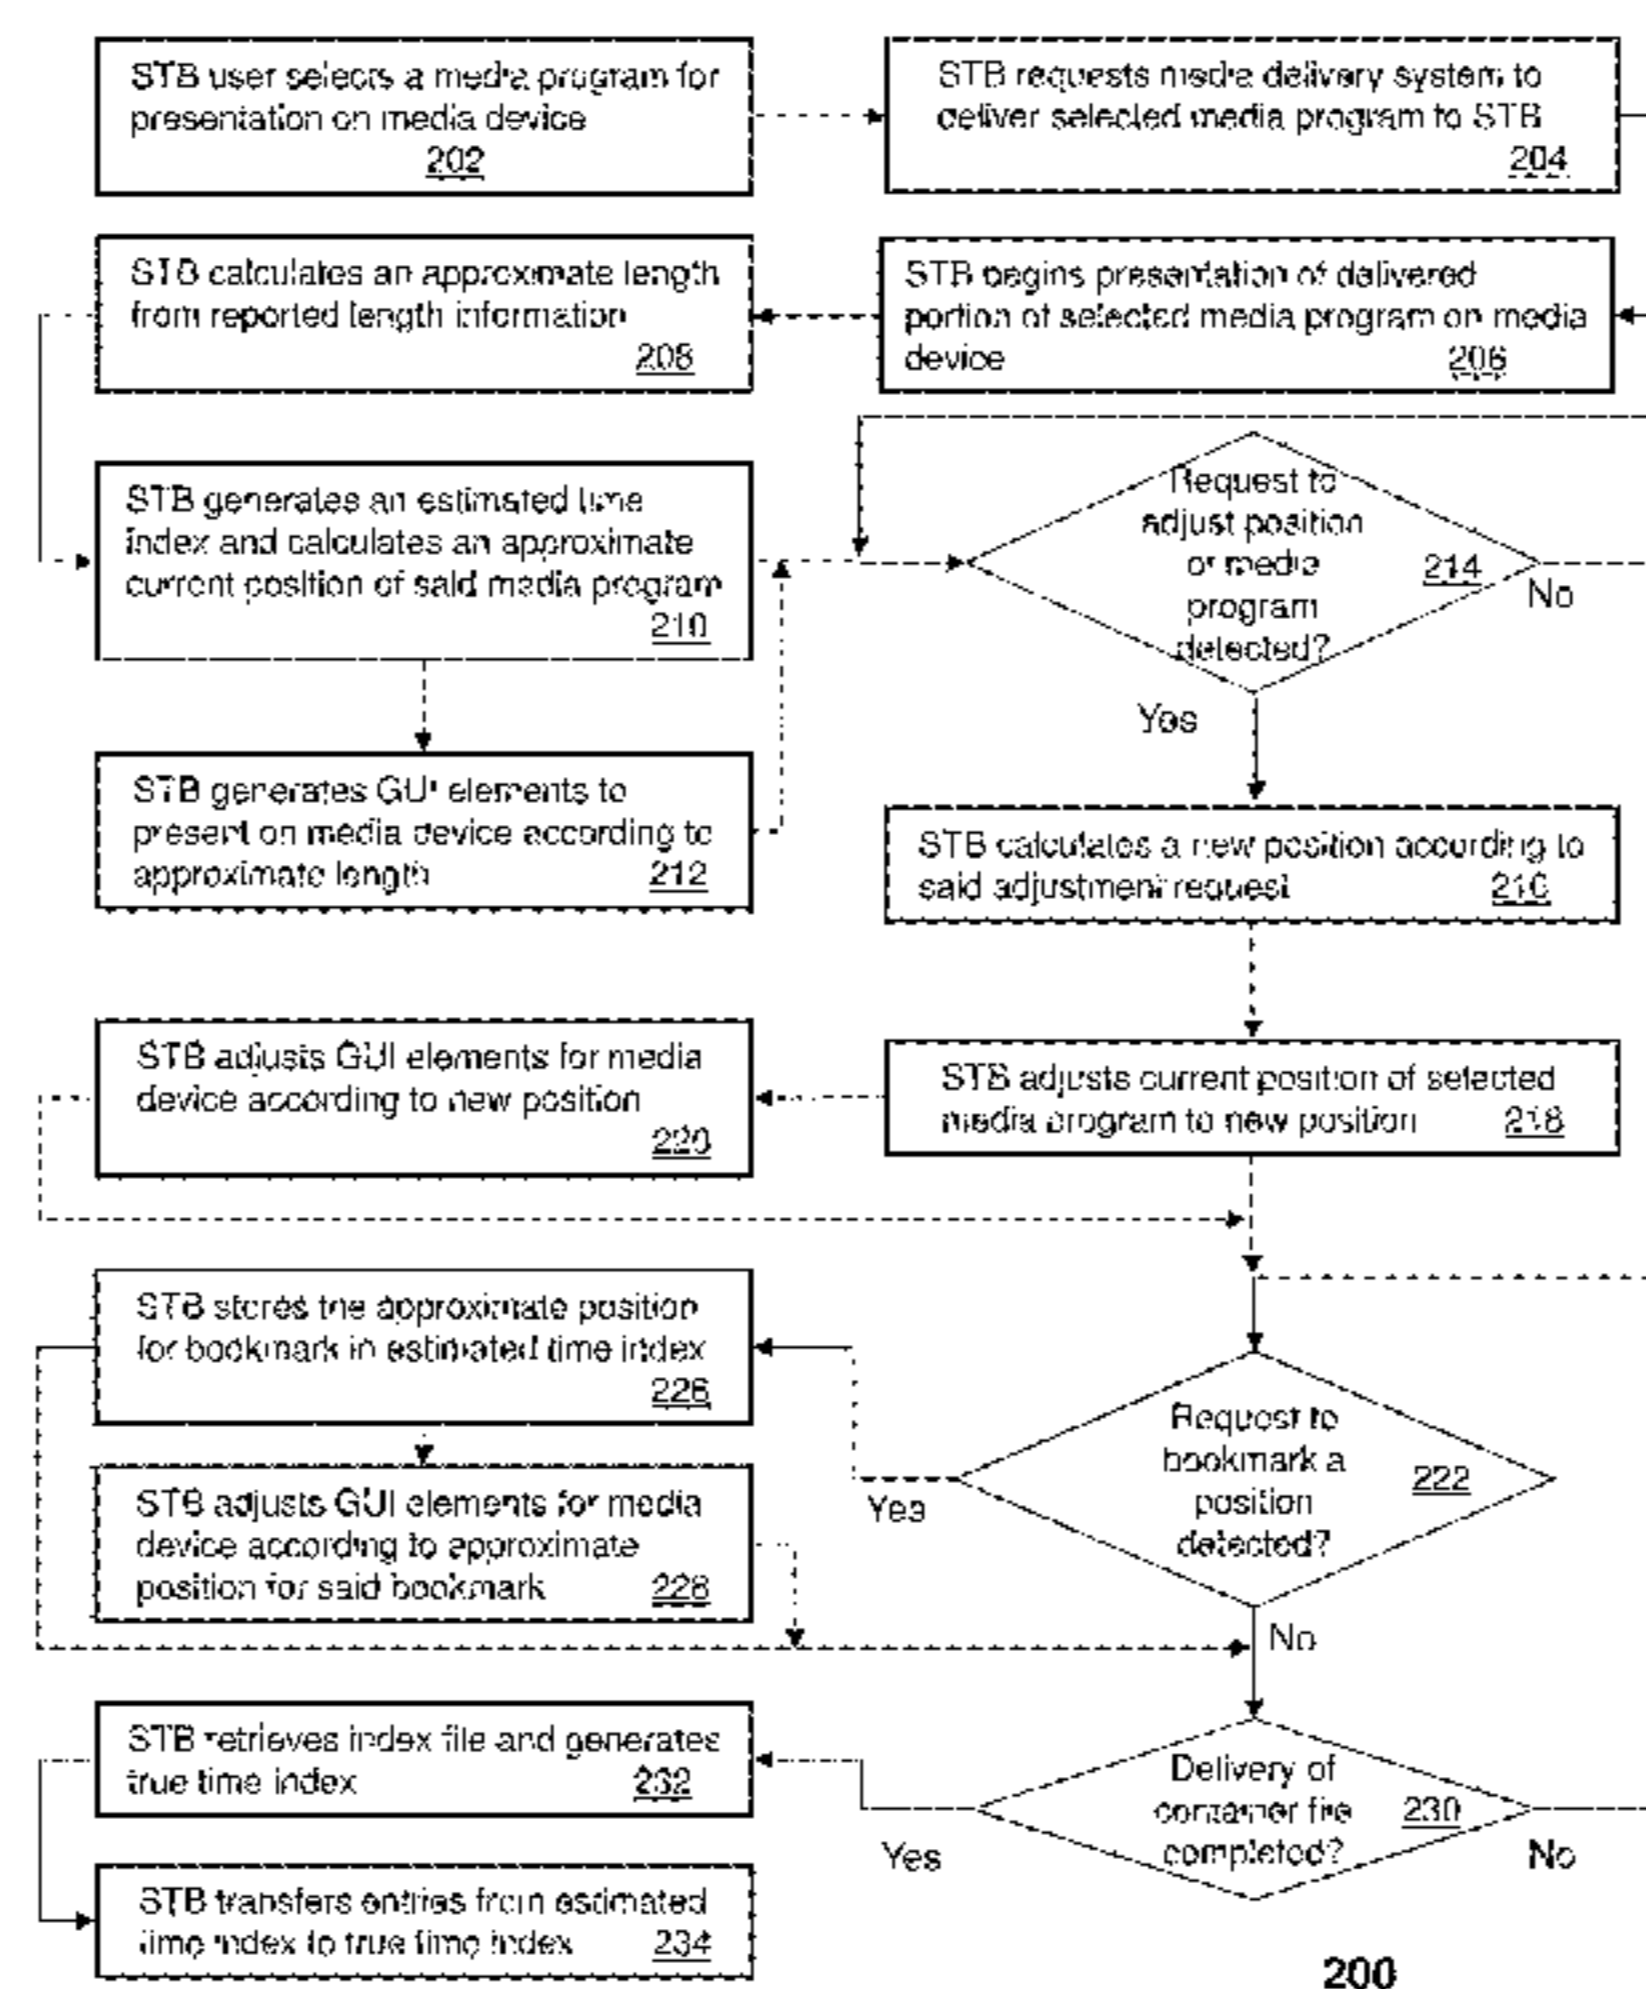 STB user selects a media program for
presentation on media device
202
STB requests media delivery system to
deliver selected media program to STB
204
STB calculates an approximate length
from reported length information
208
STB begins presentation of delivered
portion of selected media program on media
device 206
STB generates an estimated time
index and calculates an approximate
current position of said media program
210
Request to
adjust position
of media
program
detected?
214
No
Yes
STB generates GUI elements to
present on media device according to
approximate length 212
STB calculates a new position according to
said adjustment request 216
STB adjusts GUI elements for media
device according to new position
220
STB adjusts current position of selected
media program to new position 218
STB stores the approximate position
for bookmark in estimated time index
226
Request to
bookmark a
position
detected?
222
Yes
No
STB adjusts GUI elements for media
device according to approximate
position for said bookmark 228
STB retrieves index file and generates
true time index 232
Delivery of
container file
completed?
230
Yes
No
STB transfers entries from estimated
time index to true time index 234
200